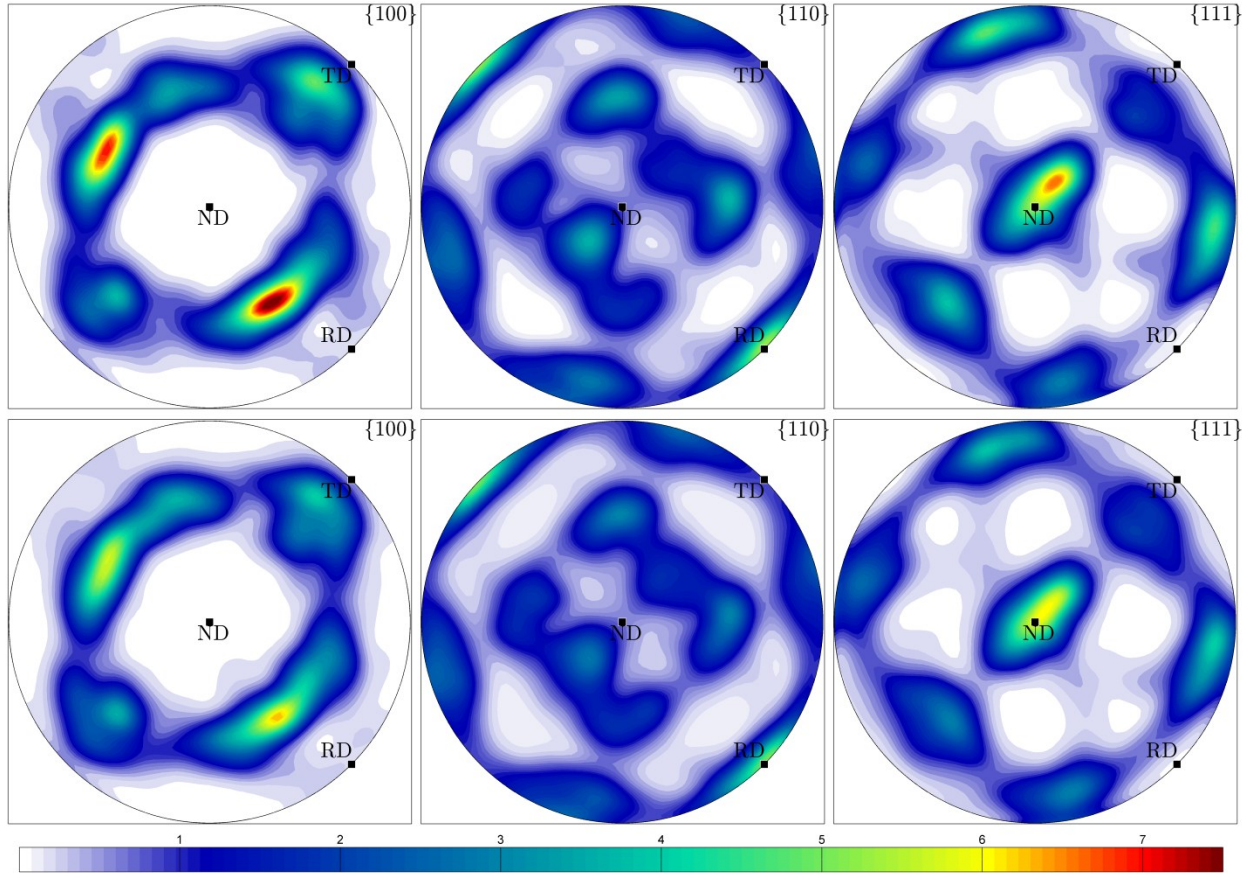 {100} {110} {111}
TD TD TD
ND ND ND
RD RD RD
{100} {110} {111}
TD TD TD
ND ND ND
RD RD RD
1 2 3 4 5 6 7